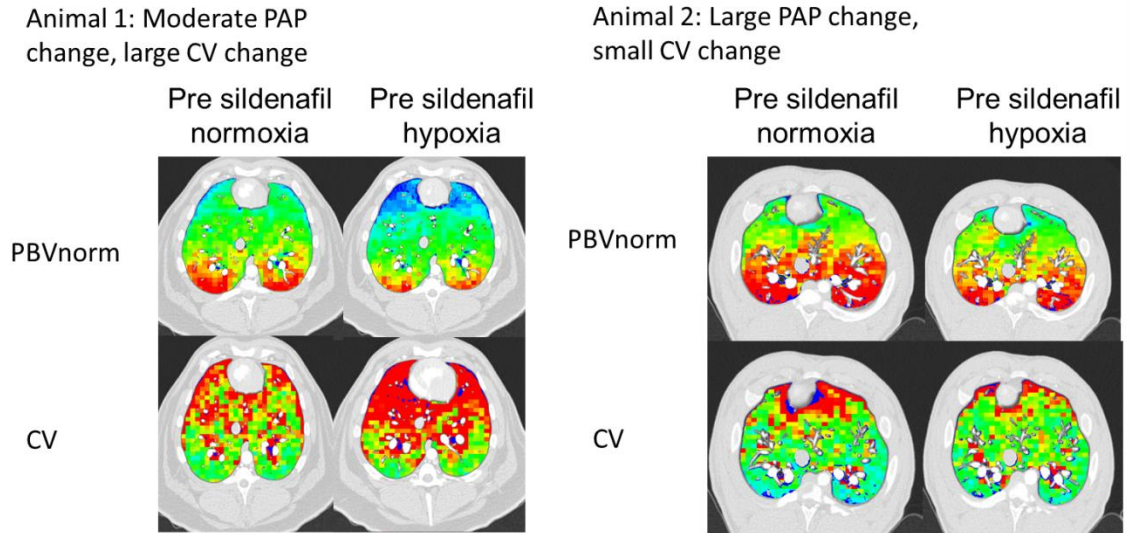 Animal 1: Moderate PAP
change, large CV change
Pre sildenafil
normoxia
Pre sildenafil
hypoxia
PBVnorm
CV
Animal 2: Large PAP change,
small CV change
Pre sildenafil
normoxia
Pre sildenafil
hypoxia
PBVnorm
CV